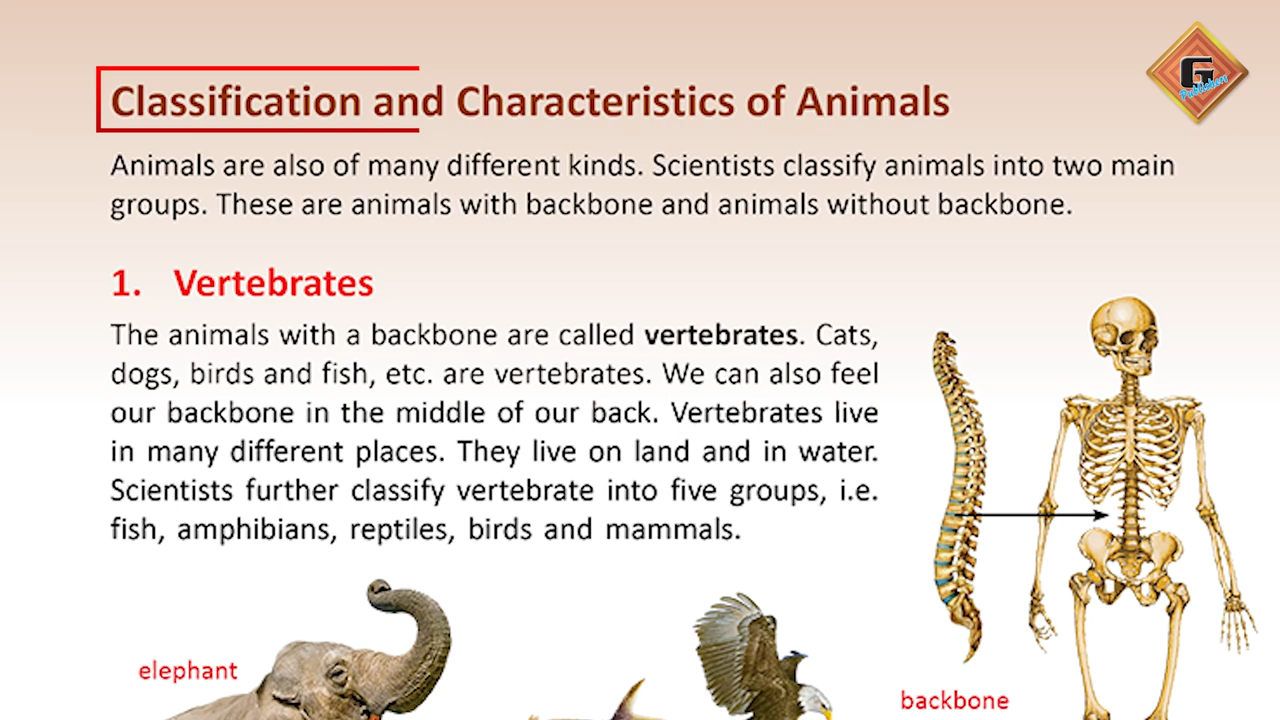 Classification and Characteristics of Animals
Animals are also of many different kinds. Scientists classify animals into two main
groups. These are animals with backbone and animals without backbone.
1. Vertebrates
The animals with a backbone are called vertebrates. Cats,
dogs, birds and fish, etc. are vertebrates. We can also feel
our backbone in the middle of our back. Vertebrates live
in many different places. They live on land and in water.
Scientists further classify vertebrate into five groups, i.e.
fish, amphibians, reptiles, birds and mammals.
elephant
backbone
G
Publishers